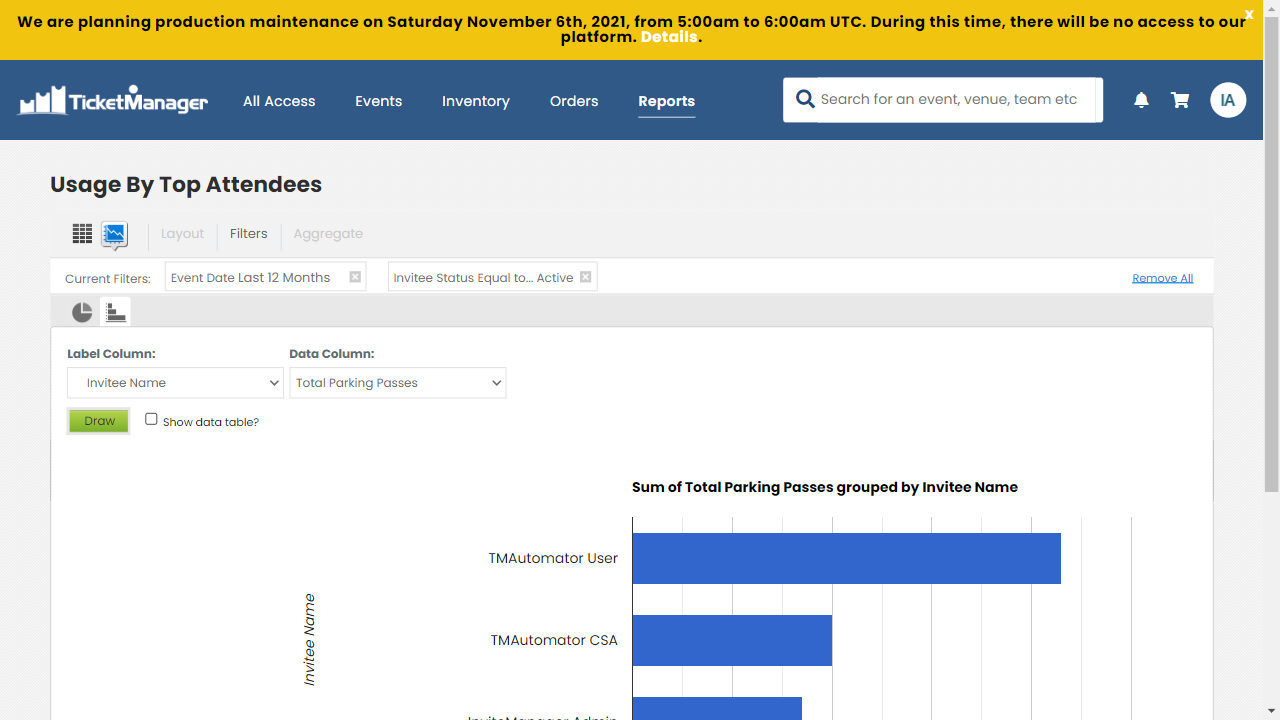 We are planning production maintenance on Saturday November 6th, 2021, from 5:00am to 6:00am UTC. During this time, there will be no access to our
platform. Details.
x
TicketManager
All Access
Events
Inventory
Orders
Reports
Search for an event, venue, team etc
IA
Usage By Top Attendees
Layout
Filters
Aggregate
Current Filters:
Event Date Last 12 Months
Invitee Status Equal to... Active
Remove All
Label Column:
Data Column:
Invitee Name
Total Parking Passes
Draw
Show data table?
Sum of Total Parking Passes grouped by Invitee Name
TMAutomator User
Invitee Name
TMAutomator CSA
InviteManager Admin